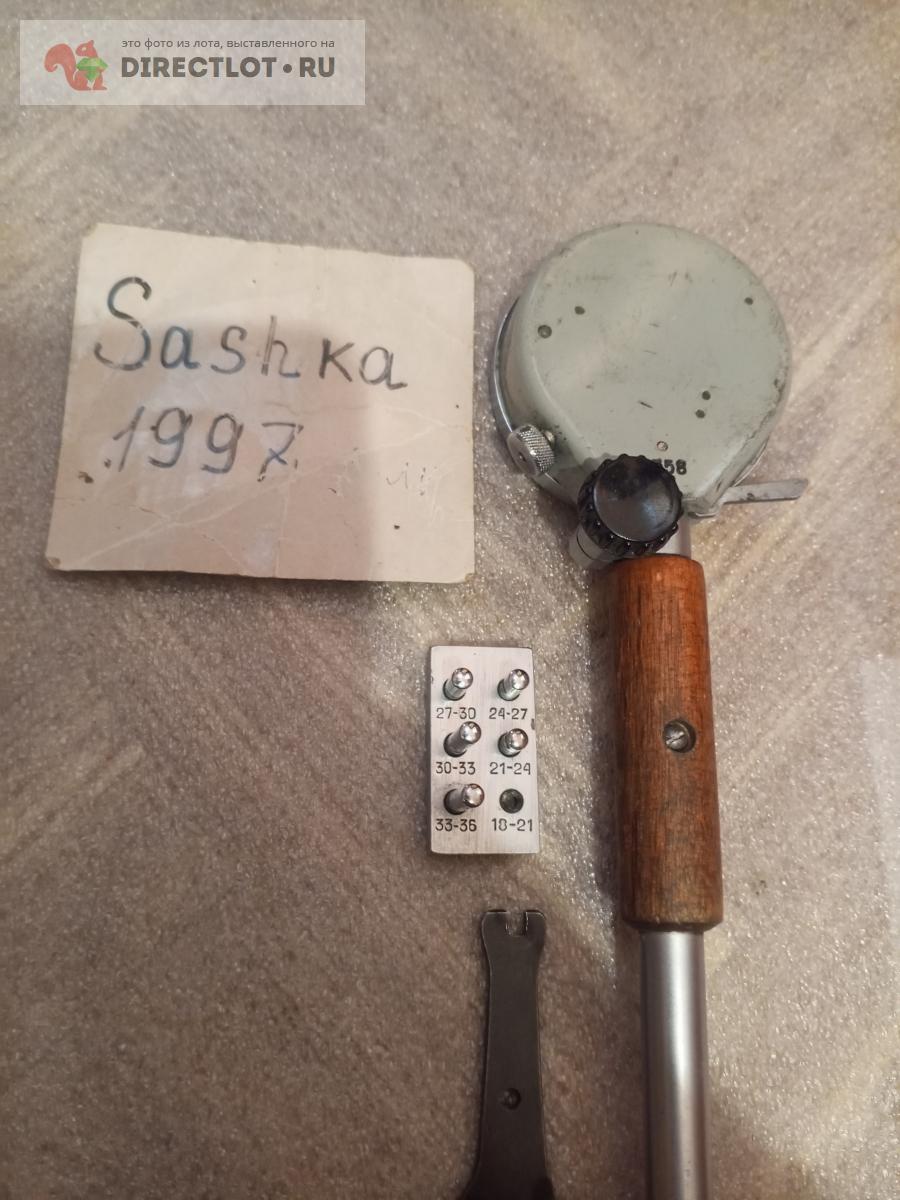 это фото из лота, выставленного на
DIRECTLOT•RU
Sashka
1997
58
27-30 24-27
30-33 21-24
33-36 18-21